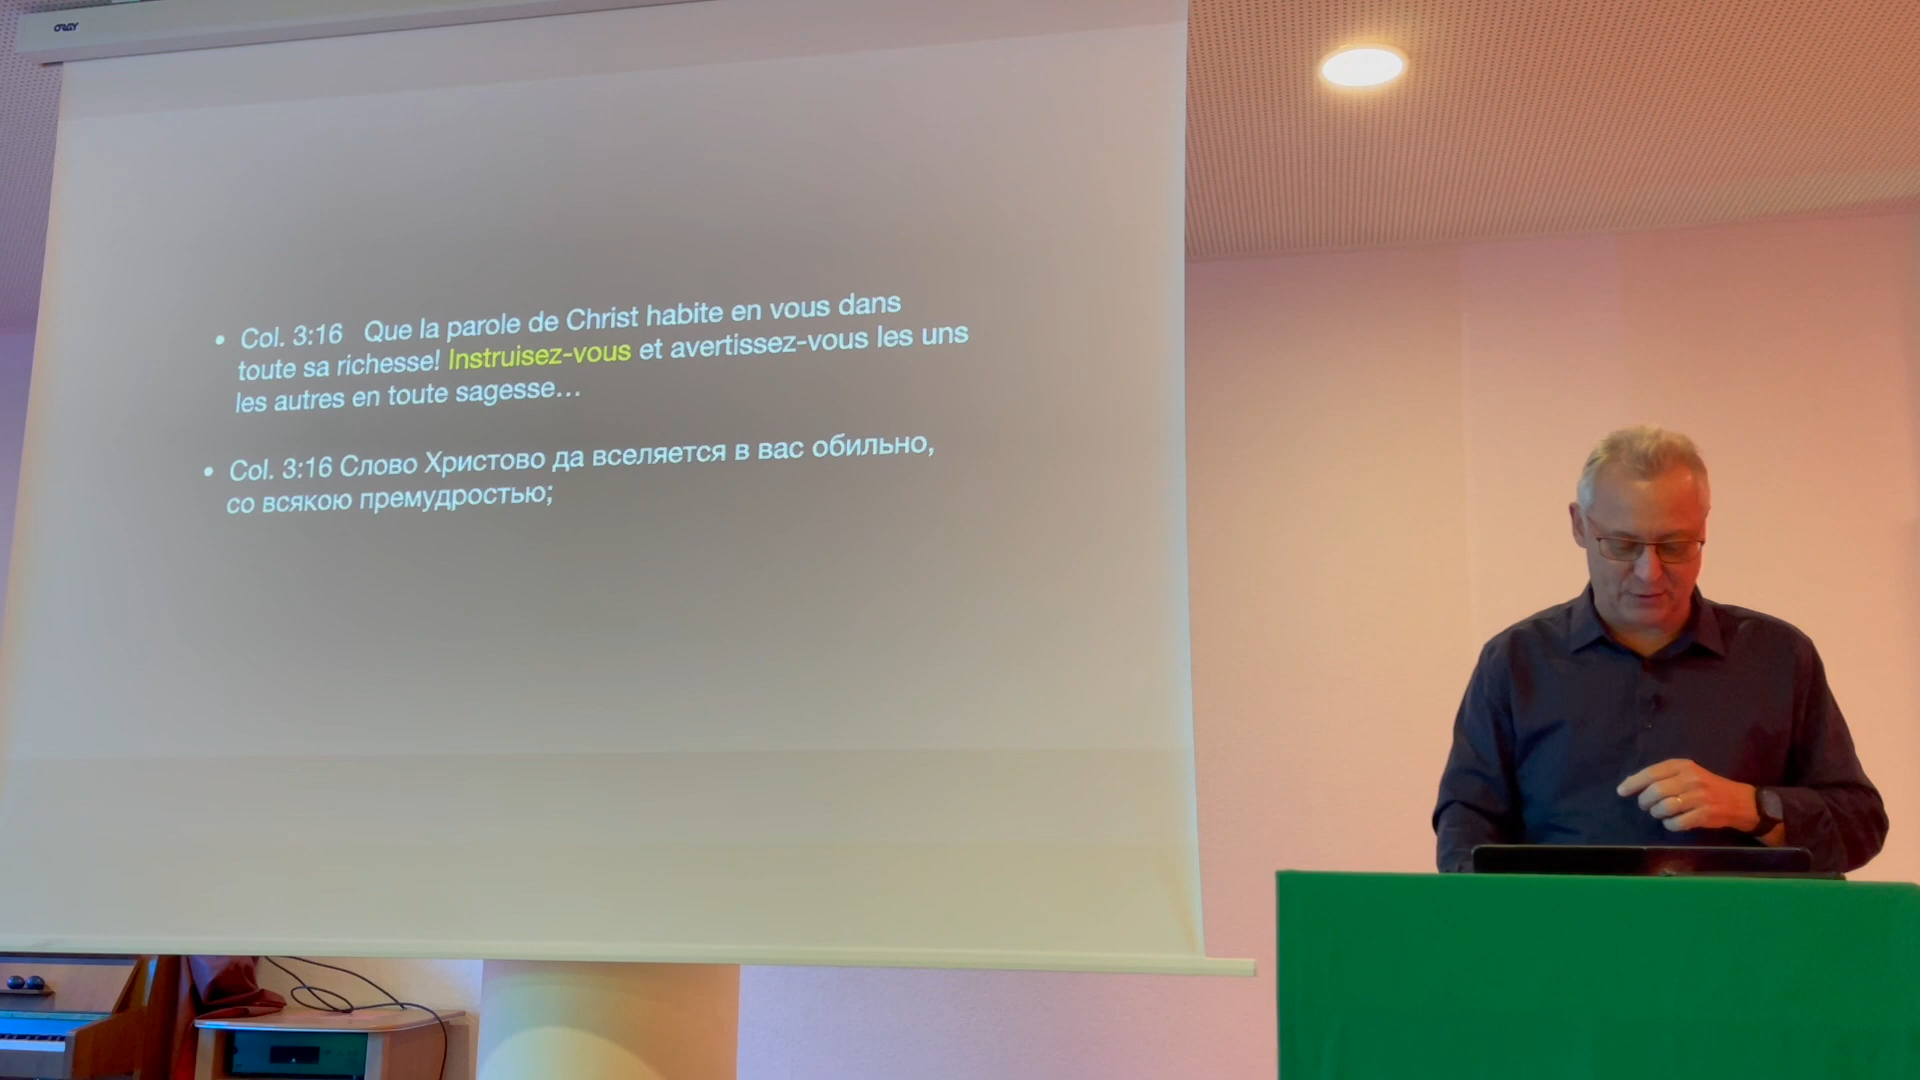 ORAY
Col. 3:16 Que la parole de Christ habite en vous dans
toute sa richesse! Instruisez-vous et avertissez-vous les uns
les autres en toute sagesse…
Col. 3:16 Слово Христово да вселяется в вас обильно,
со всякою премудростью;